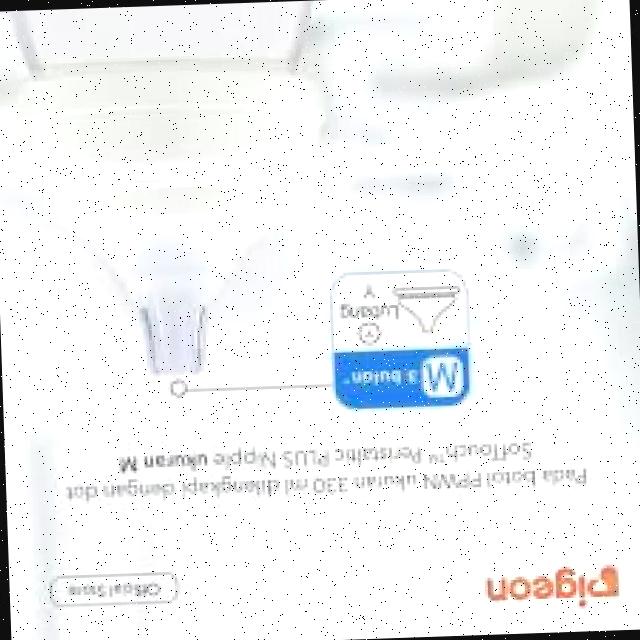 pigeon
Official Store
Pada botol PPWN ukuran 330 ml dilengkapi dengan dot
SofTouch™ Peristaltic PLUS Nipple ukuran M
M 3 bulan+
Y
Lubang
Y